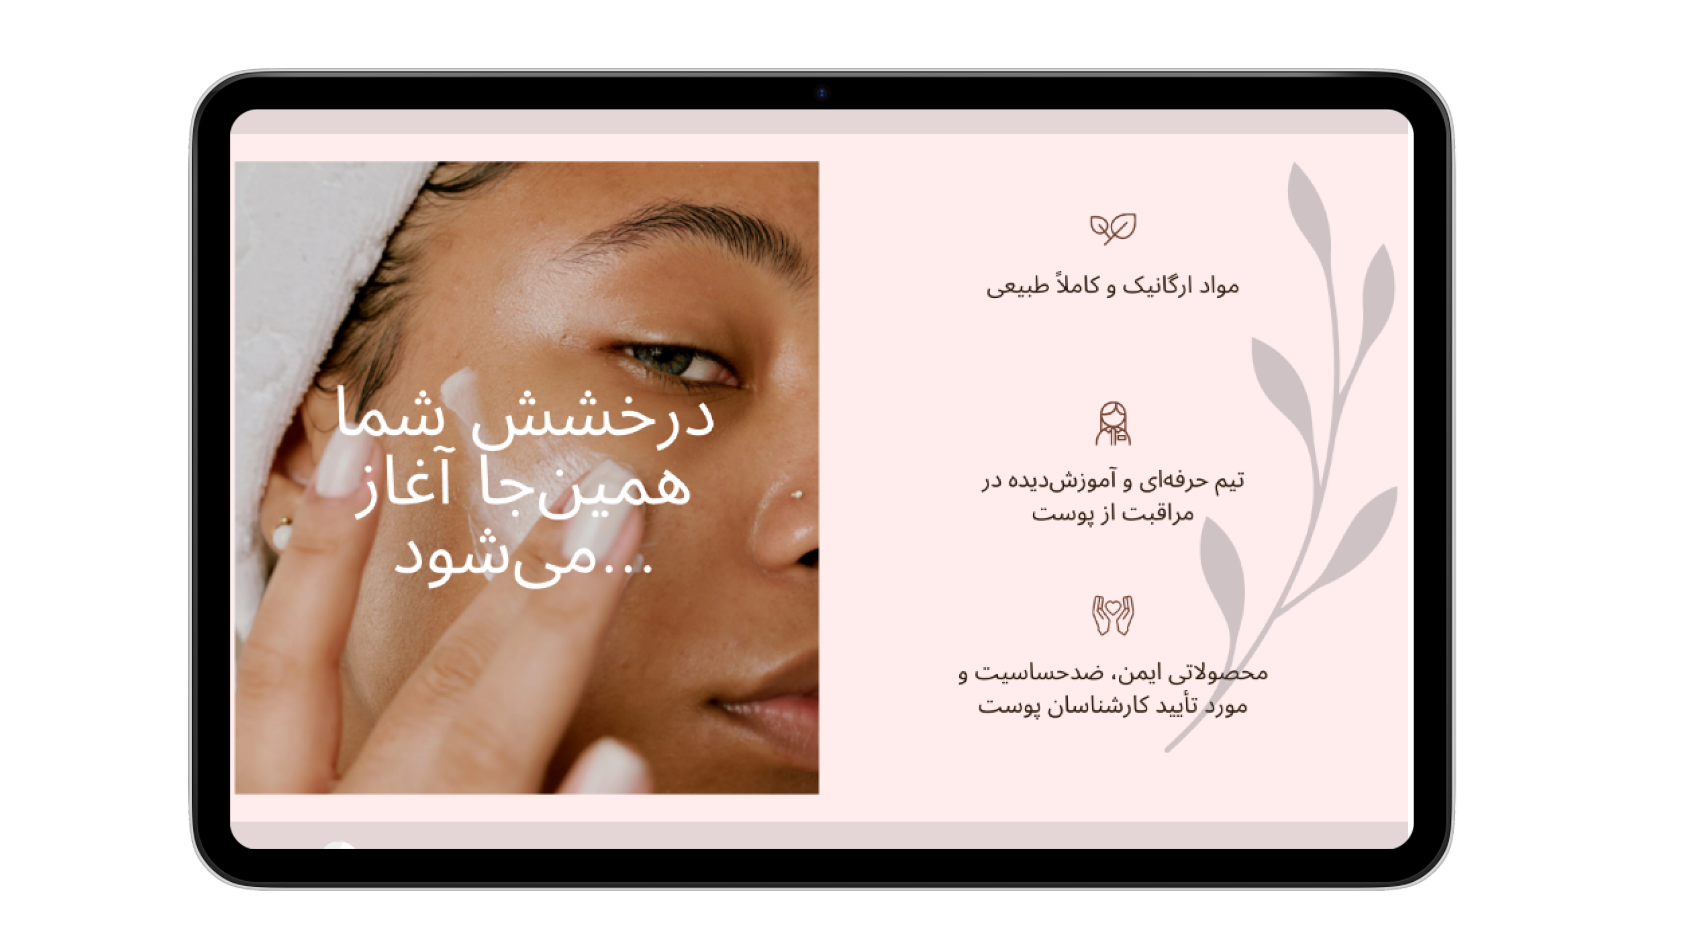 درخشش شما
همین‌جا آغاز
می‌شود...
مواد ارگانیک و کاملاً طبیعی
تیم حرفه‌ای و آموزش‌دیده در
مراقبت از پوست
محصولاتی ایمن، ضدحساسیت و
مورد تأیید کارشناسان پوست